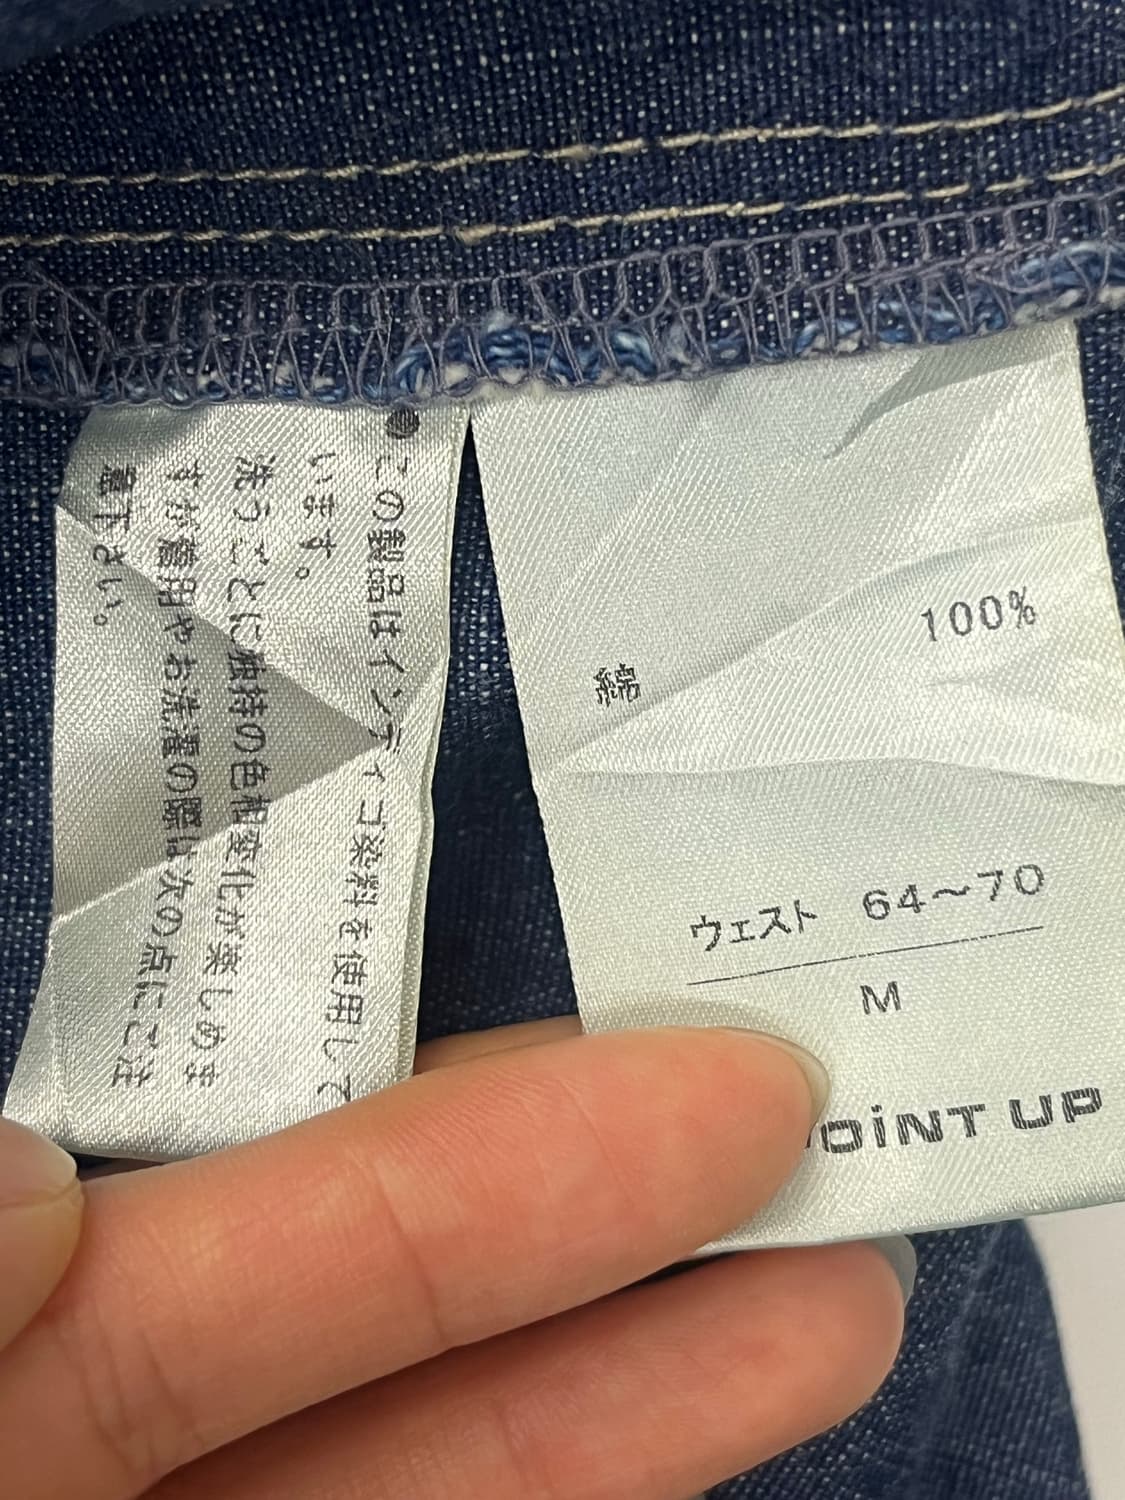 ●この製品はインディゴ染料を使用して
います。
洗うごとに独特の色相変化が楽しめま
すが着用やお洗濯の際は次の点にご注
意下さい。
綿 100%
ウェスト 64～70
M
POiNT UP